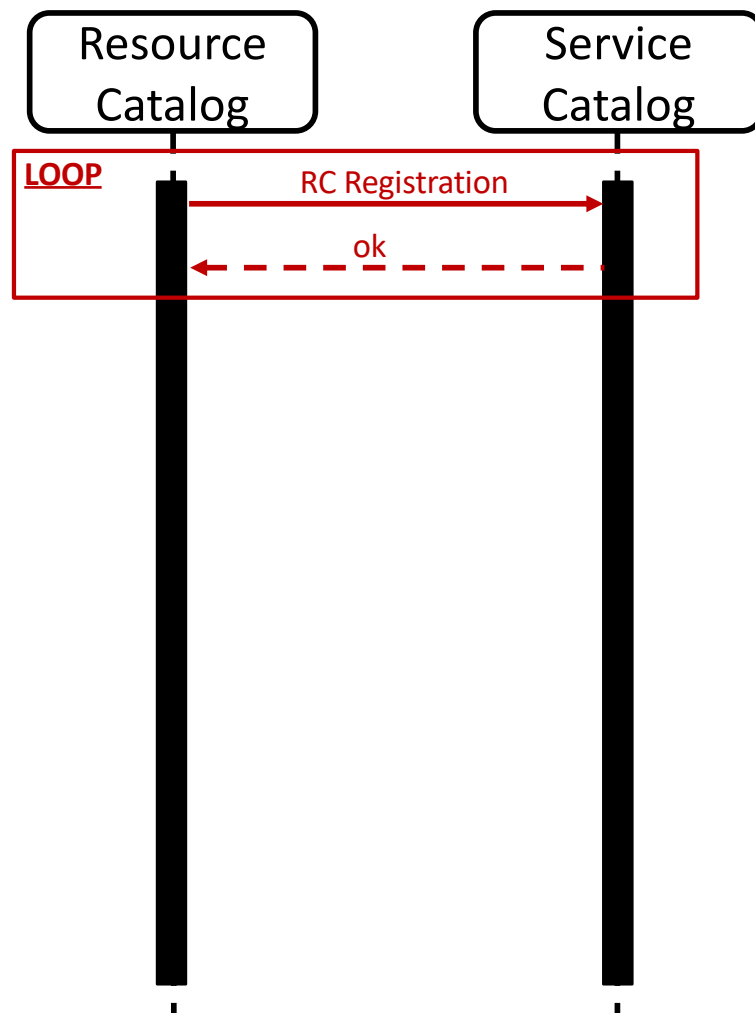 Resource
Catalog
Service
Catalog
LOOP
RC Registration
ok